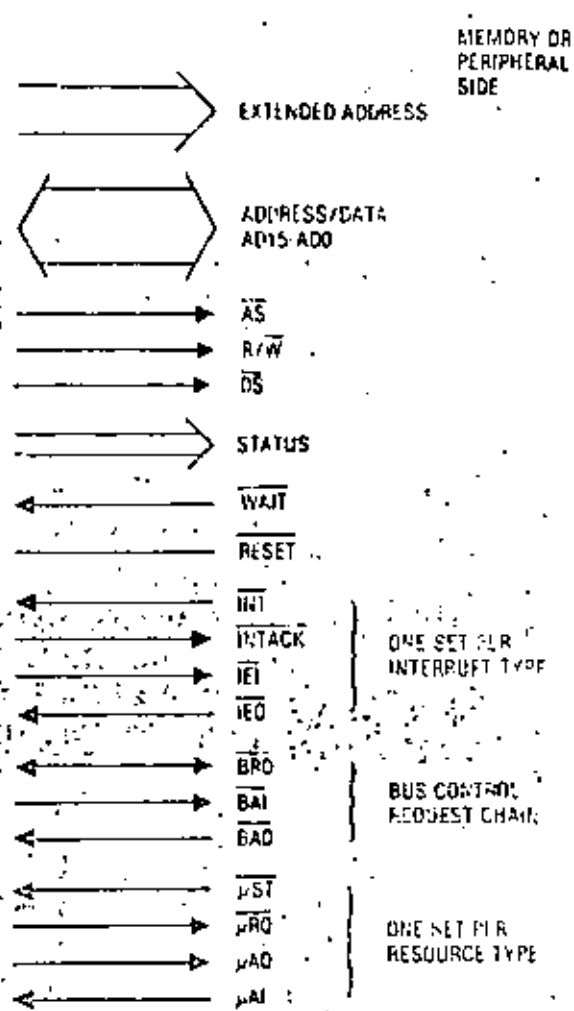 MEMORY OR
PERIPHERAL
SIDE
EXTENDED ADDRESS
ADDRESS/DATA
AD15-AD0
AS
R/W
DS
STATUS
WAIT
RESET
INT
INTACK
IEI
IEO
ONE SET PER
INTERRUPT TYPE
BRQ
BAI
BAO
BUS CONTROL
REQUEST CHAIN
μST
μRQ
μAO
μAI
ONE SET PER
RESOURCE TYPE